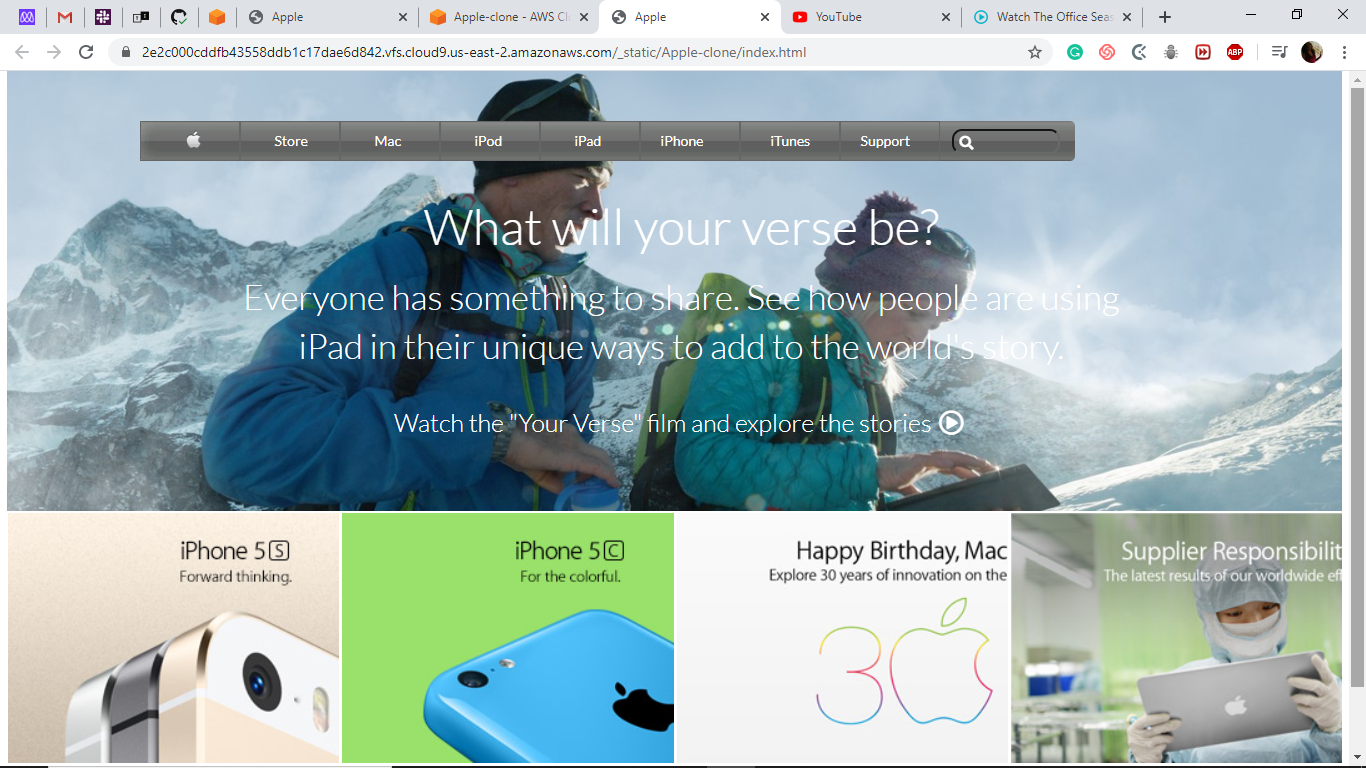 Apple
Apple-clone - AWS Cl
Apple
YouTube
Watch The Office Seas
2e2c000cddfb43558ddb1c17dae6d842.vfs.cloud9.us-east-2.amazonaws.com/_static/Apple-clone/index.html
ABP
Store Mac iPod iPad iPhone iTunes Support
What will your verse be?
Everyone has something to share. See how people are using
iPad in their unique ways to add to the world's story.
Watch the "Your Verse" film and explore the stories
iPhone 5S
Forward thinking.
iPhone 5C
For the colorful.
Happy Birthday, Mac
Explore 30 years of innovation on the
30
Supplier Responsibilit
The latest results of our worldwide eff